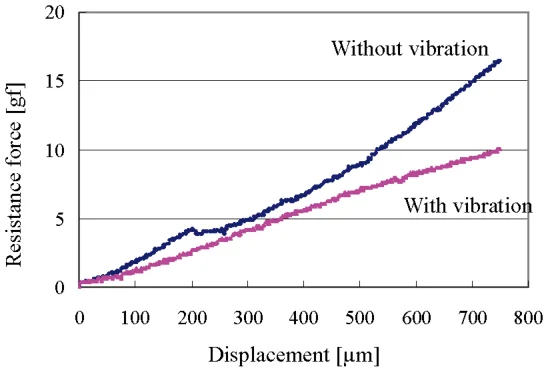 20
Without vibration
15
10
With vibration
5
0
Resistance force [gf]
0 100 200 300 400 500 600 700 800
Displacement [µm]